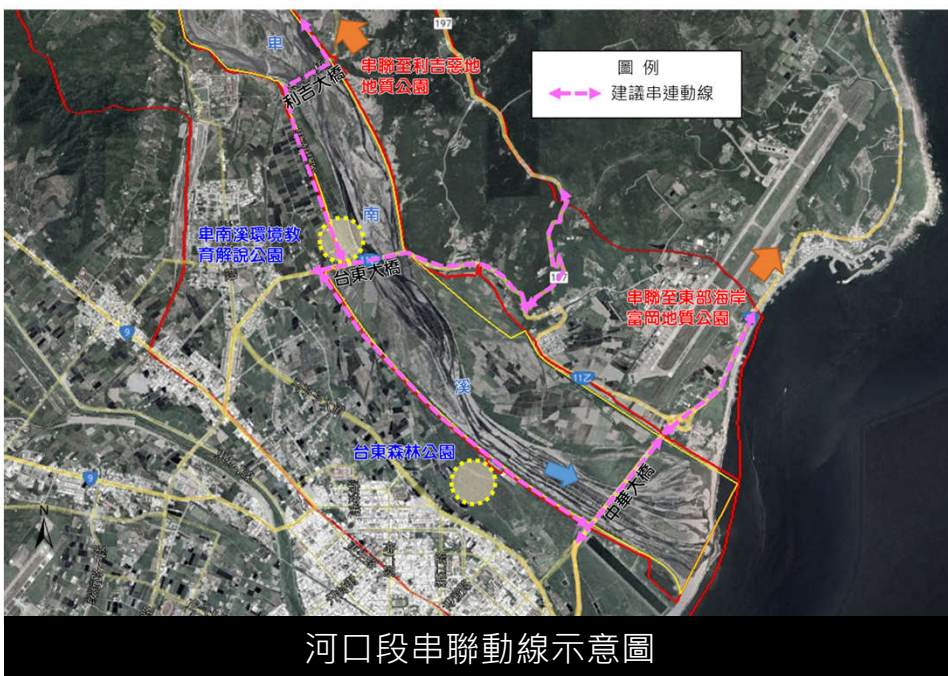 197
圖 例
建議串連動線
卑
利吉大橋
串聯至利吉惡地
地質公園
南
卑南溪環境教
育解說公園
台東大橋
197
串聯至東部海岸
富岡地質公園
9
11乙
溪
台東森林公園
中華大橋
9
N
河口段串聯動線示意圖